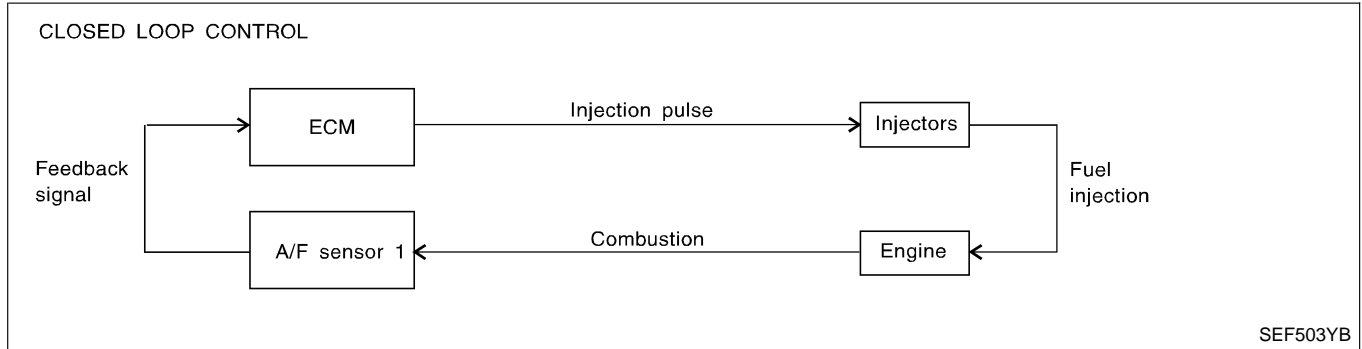 CLOSED LOOP CONTROL
ECM
Injection pulse
Injectors
Feedback
signal
Fuel
injection
A/F sensor 1
Combustion
Engine
SEF503YB